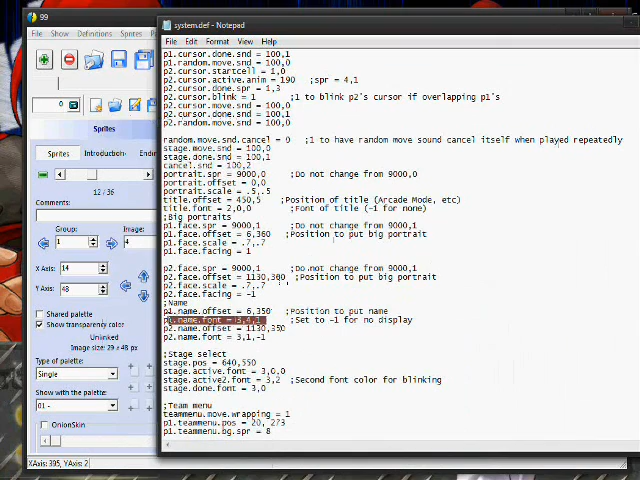 99
File
Show
Definitions
Sprites
0
Sprites
Sprites
Introduction
Endin
12 / 36
Comments:
Group:
Image:
1
4
X Axis:
14
Y Axis:
48
Shared palette
Show transparency color
Unlinked
Image size: 29 x 48 px
Type of palette:
Single
Show with the palette:
01 -
OnionSkin
XAxis: 395, YAxis: 2
system.def - Notepad
File Edit Format View Help
p1.cursor.done.snd = 100,1
p1.random.move.snd = 100,0
p2.cursor.startcell = 1,0
p2.cursor.active.anim = 190 ;spr = 4,1
p2.cursor.done.spr = 1,3
p2.cursor.blink = 1 ;1 to blink p2's cursor if overlapping p1's
p2.cursor.move.snd = 100,0
p2.cursor.done.snd = 100,1
p2.random.move.snd = 100,0
random.move.snd.cancel = 0 ;1 to have random move sound cancel itself when played repeatedly
stage.move.snd = 100,0
stage.done.snd = 100,1
cancel.snd = 100,2
portrait.spr = 9000,0 ;Do not change from 9000,0
portrait.offset = 0,0
portrait.scale = .5,.5
title.offset = 450,5 ;Position of title (Arcade Mode, etc)
title.font = 2,0,0 ;Font of title (-1 for none)
;Big portraits
p1.face.spr = 9000,1 ;Do not change from 9000,1
p1.face.offset = 6,360 ;Position to put big portrait
p1.face.scale = .7,.7
p1.face.facing = 1
p2.face.spr = 9000,1 ;Do not change from 9000,1
p2.face.offset = 1130,360 ;Position to put big portrait
p2.face.scale = .7,.7
p2.face.facing = -1
;Name
p1.name.offset = 6,350 ;Position to put name
p1.name.font = 3,4,1 ;Set to -1 for no display
p2.name.offset = 1130,350
p2.name.font = 3,1,-1
;Stage select
stage.pos = 640,550
stage.active.font = 3,0,0
stage.active2.font = 3,2 ;Second font color for blinking
stage.done.font = 3,0
;Team menu
teammenu.move.wrapping = 1
p1.teammenu.pos = 20, 273
p1.teammenu.bg.spr = 8